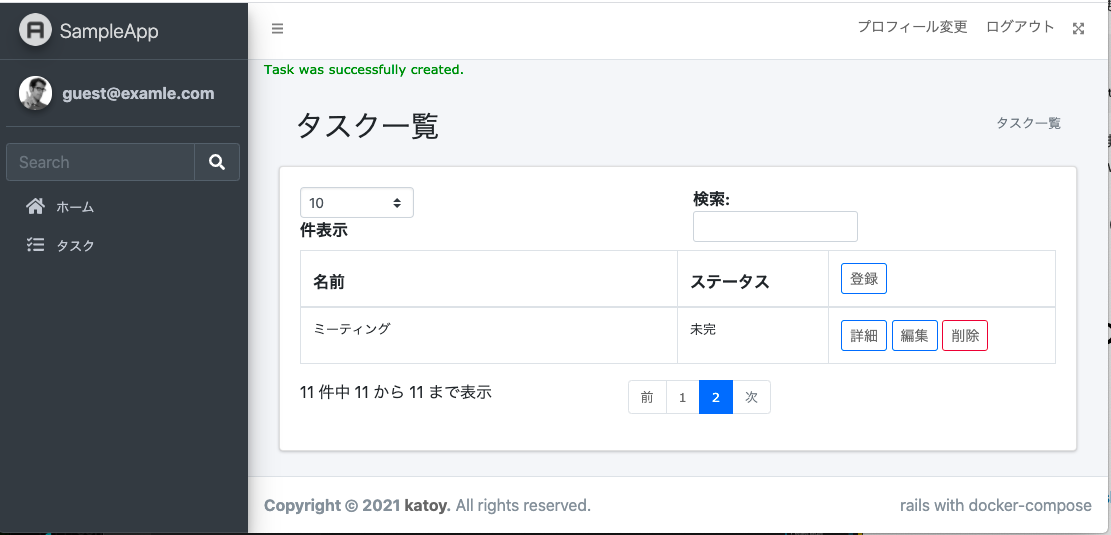 SampleApp
プロフィール変更 ログアウト
Task was successfully created.
guest@examle.com
タスク一覧
タスク一覧
Search
ホーム
タスク
10
件表示
検索:
名前 ステータス 登録
ミーティング 未完 詳細 編集 削除
11 件中 11 から 11 まで表示
前 1 2 次
Copyright © 2021 katoy. All rights reserved.
rails with docker-compose